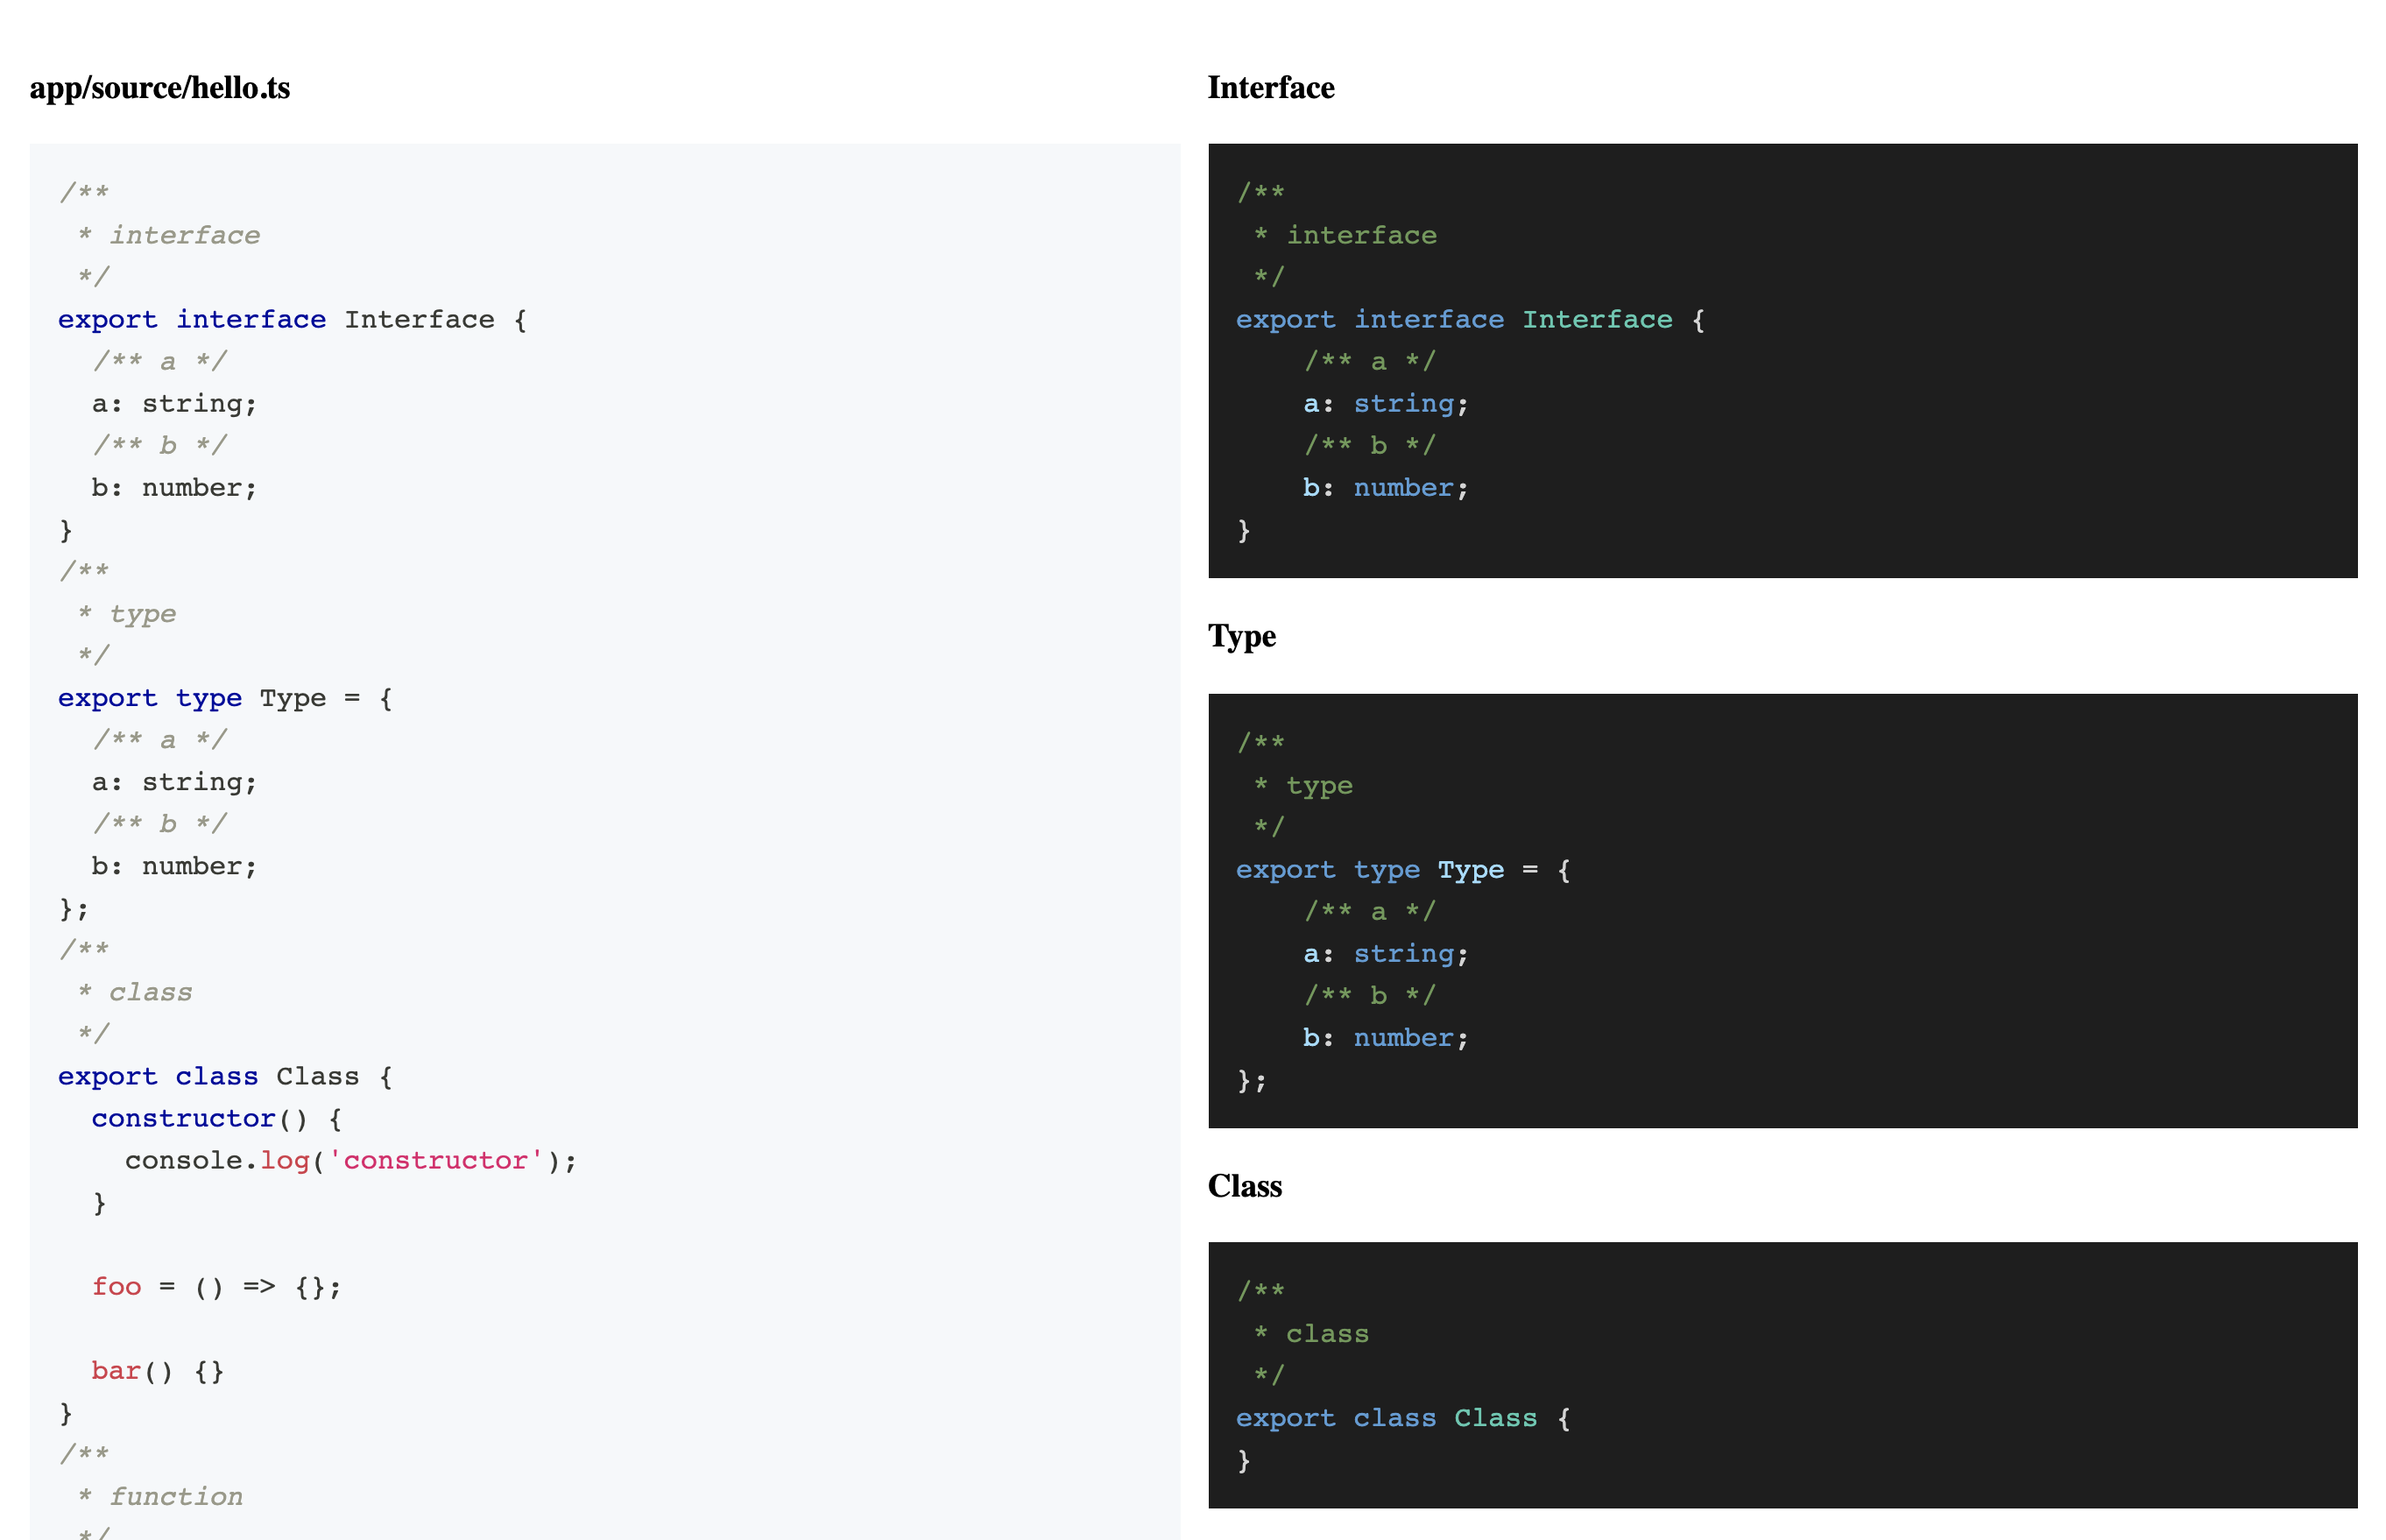 app/source/hello.ts
/**
 * interface
 */
export interface Interface {
  /** a */
  a: string;
  /** b */
  b: number;
}
/**
 * type
 */
export type Type = {
  /** a */
  a: string;
  /** b */
  b: number;
};
/**
 * class
 */
export class Class {
  constructor() {
    console.log('constructor');
  }
  foo = () => {};
  bar() {}
}
/**
 * function
 */
Interface
/**
 * interface
 */
export interface Interface {
    /** a */
    a: string;
    /** b */
    b: number;
}
Type
/**
 * type
 */
export type Type = {
    /** a */
    a: string;
    /** b */
    b: number;
};
Class
/**
 * class
 */
export class Class {
}